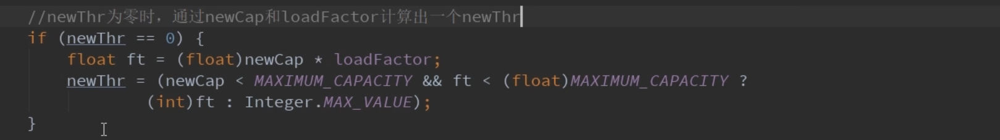 //newThr为零时，通过newCap和loadFactor计算出一个newThr
if (newThr == 0) {
    float ft = (float)newCap * loadFactor;
    newThr = (newCap < MAXIMUM_CAPACITY && ft < (float)MAXIMUM_CAPACITY ?
            (int)ft : Integer.MAX_VALUE);
}